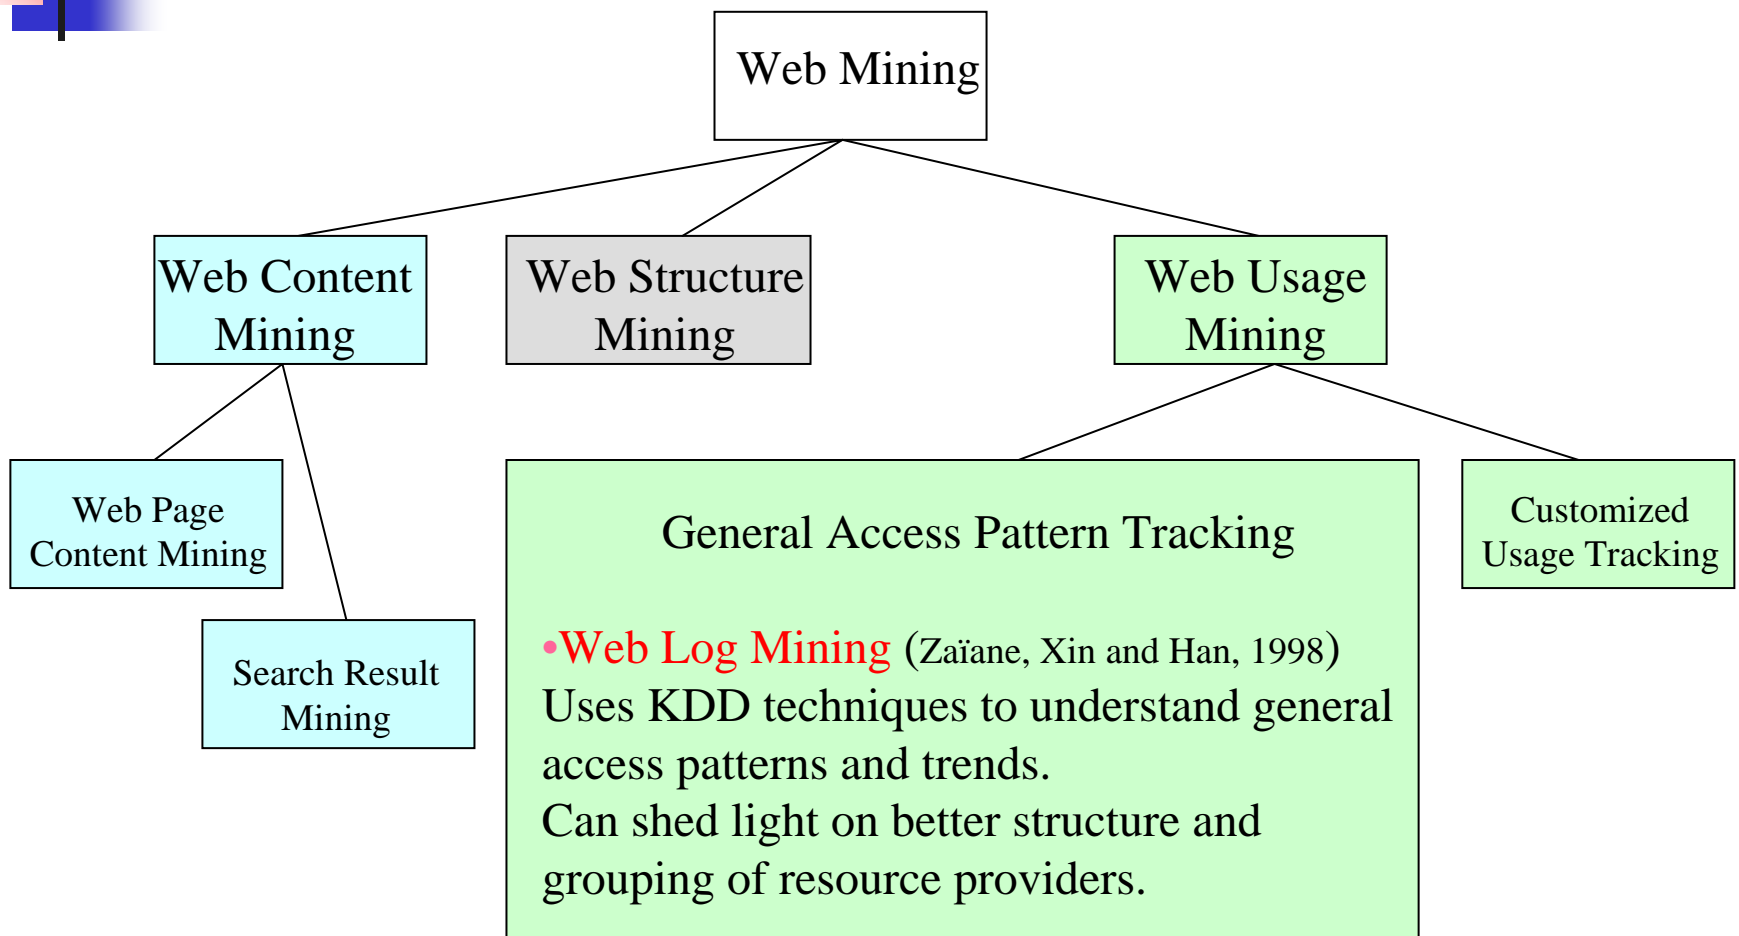 Web Mining
Web Content
Mining
Web Structure
Mining
Web Usage
Mining
Web Page
Content Mining
Search Result
Mining
General Access Pattern Tracking
•Web Log Mining (Zaïane, Xin and Han, 1998)
Uses KDD techniques to understand general
access patterns and trends.
Can shed light on better structure and
grouping of resource providers.
Customized
Usage Tracking